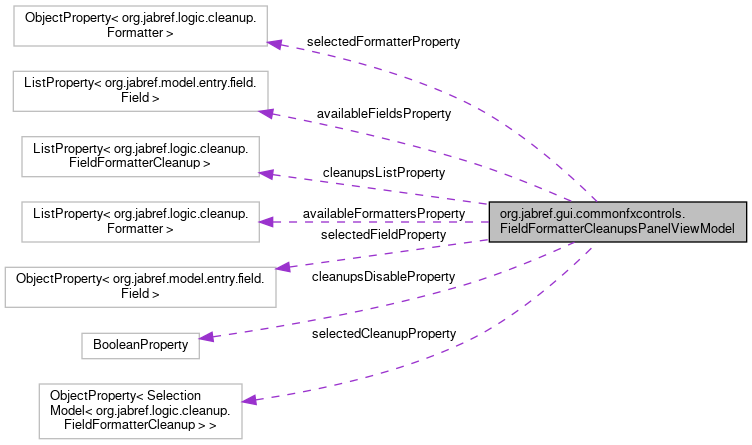 ObjectProperty< org.jabref.logic.cleanup.
Formatter >
selectedFormatterProperty
ListProperty< org.jabref.model.entry.field.
Field >
availableFieldsProperty
ListProperty< org.jabref.logic.cleanup.
FieldFormatterCleanup >
cleanupsListProperty
ListProperty< org.jabref.logic.cleanup.
Formatter >
availableFormattersProperty
org.jabref.gui.commonfxcontrols.
FieldFormatterCleanupsPanelViewModel
selectedFieldProperty
ObjectProperty< org.jabref.model.entry.field.
Field >
cleanupsDisableProperty
BooleanProperty
selectedCleanupProperty
ObjectProperty< Selection
Model< org.jabref.logic.cleanup.
FieldFormatterCleanup > >